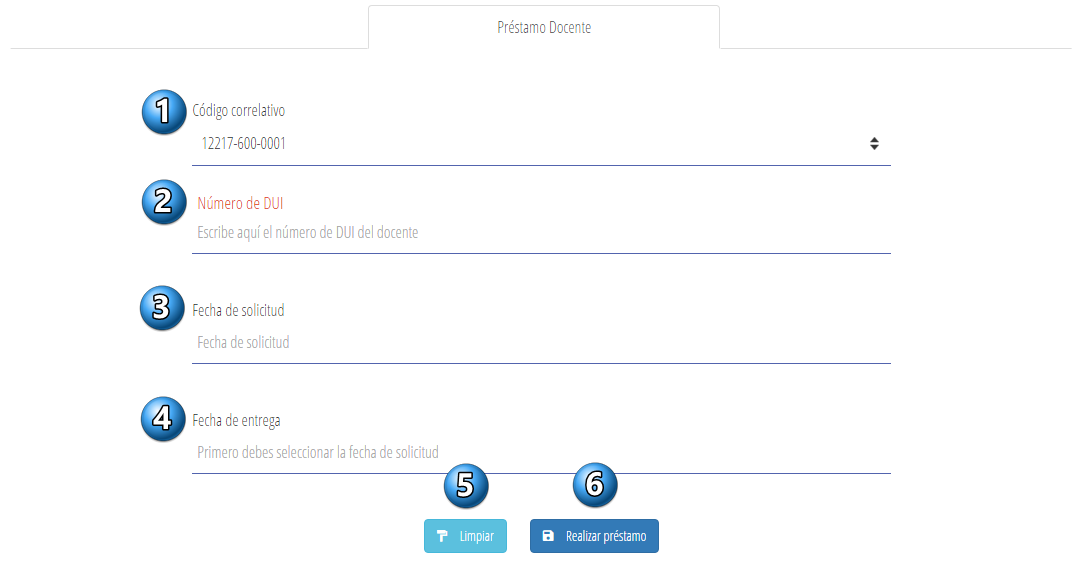 Préstamo Docente
1 Código correlativo
12217-600-0001
2 Número de DUI
Escribe aquí el número de DUI del docente
3 Fecha de solicitud
Fecha de solicitud
4 Fecha de entrega
Primero debes seleccionar la fecha de solicitud
5 6
Limpiar Realizar préstamo